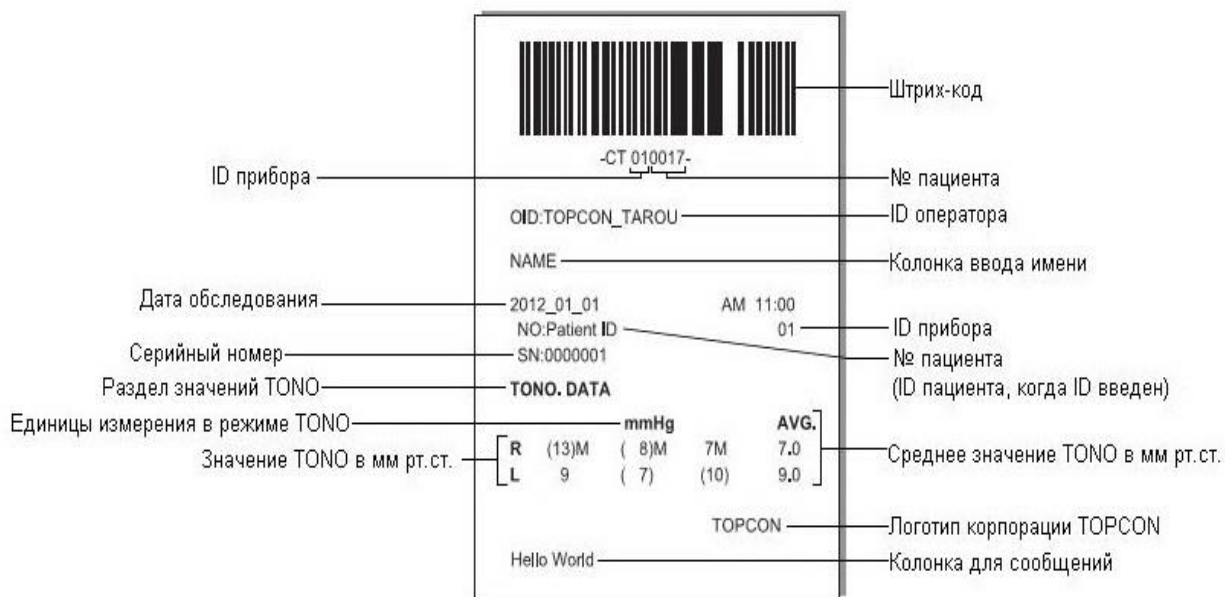 Штрих-код
-CT 010017-
ID прибора
№ пациента
OID:TOPCON_TAROU
ID оператора
NAME
Колонка ввода имени
Дата обследования
2012_01_01 AM 11:00
NO:Patient ID 01
ID прибора
Серийный номер
SN:0000001
№ пациента
(ID пациента, когда ID введен)
Раздел значений TONO
TONO. DATA
Единицы измерения в режиме TONO
mmHg AVG.
Значение TONO в мм рт.ст.
R (13)M ( 8)M 7M 7.0
L 9 ( 7) (10) 9.0
Среднее значение TONO в мм рт.ст.
TOPCON
Логотип корпорации TOPCON
Hello World
Колонка для сообщений